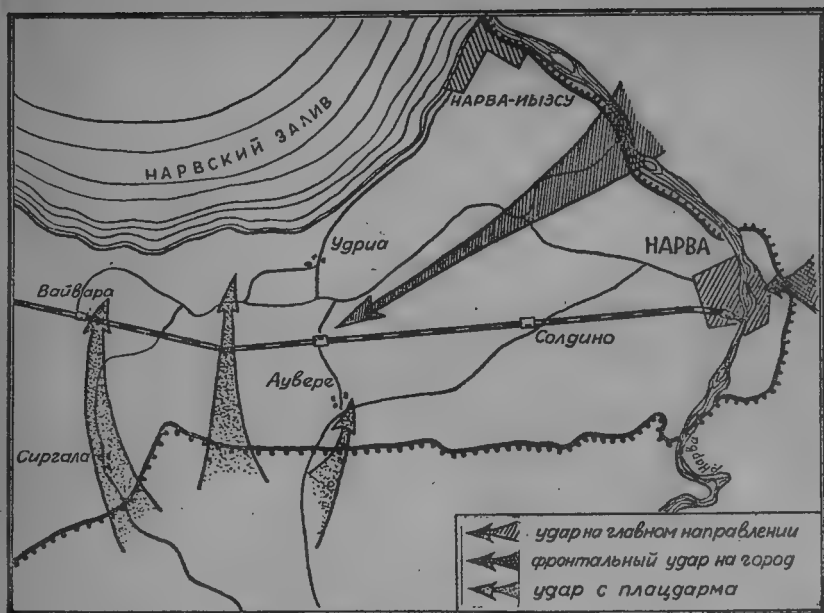 НАРВСКИЙ ЗАЛИВ
НАРВА-ИЫЭСУ
Удриа
НАРВА
Вайвара
Солдино
Аувере
Сиргала
р.Нарва
удар на главном направлении
фронтальный удар на город
удар с плацдарма